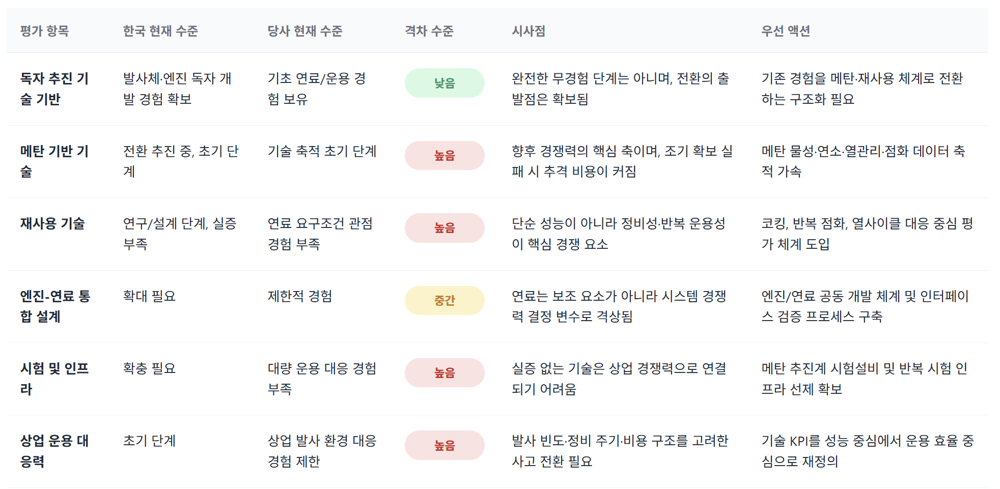 평가 항목 한국 현재 수준 당사 현재 수준 격차 수준 시사점 우선 액션
독자 추진 기 발사체·엔진 독자 개 기초 연료/운용 경 낮음 완전한 무경험 단계는 아니며, 전환의 출 기존 경험을 메탄·재사용 체계로 전환
술 기반 발 경험 확보 험 보유 발점은 확보됨 하는 구조화 필요
메탄 기반 기 전환 추진 중, 초기 단 기술 축적 초기 단계 높음 향후 경쟁력의 핵심 축이며, 조기 확보 실 메탄 물성·연소·열관리·점화 데이터 축
술 계 패 시 추격 비용이 커짐 적 가속
재사용 기술 연구/설계 단계, 실증 연료 요구조건 관점 높음 단순 성능이 아니라 정비성·반복 운용성 코킹, 반복 점화, 열사이클 대응 중심 평
부족 경험 부족 이 핵심 경쟁 요소 가 체계 도입
엔진-연료 통 확대 필요 제한적 경험 중간 연료는 보조 요소가 아니라 시스템 경쟁 엔진/연료 공동 개발 체계 및 인터페이
합 설계 력 결정 변수로 격상됨 스 검증 프로세스 구축
시험 및 인프 확충 필요 대량 운용 대응 경험 높음 실증 없는 기술은 상업 경쟁력으로 연결 메탄 추진계 시험설비 및 반복 시험 인
라 부족 되기 어려움 프라 선제 확보
상업 운용 대 초기 단계 상업 발사 환경 대응 높음 발사 빈도·정비 주기·비용 구조를 고려한 기술 KPI를 성능 중심에서 운용 효율 중
응력 경험 제한 사고 전환 필요 심으로 재정의